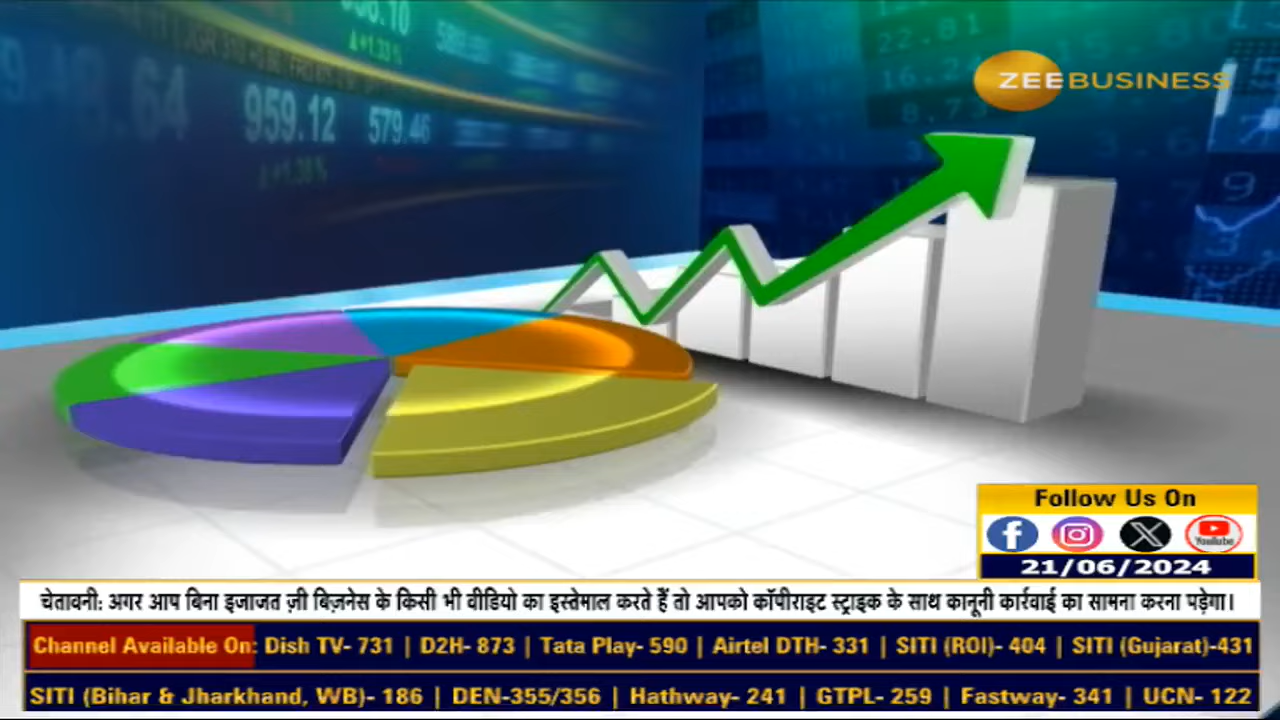 ZEEBUSINESS
22.81
959.12
579.46
Follow Us On
YouTube
21/06/2024
चेतावनी: अगर आप बिना इजाजत ज़ी बिज़नेस के किसी भी वीडियो का इस्तेमाल करते हैं तो आपको कॉपीराइट स्ट्राइक के साथ कानूनी कार्रवाई का सामना करना पड़ेगा।
Channel Available On: Dish TV- 731 | D2H- 873 | Tata Play- 590 | Airtel DTH- 331 | SITI (ROI)- 404 | SITI (Gujarat)-431
SITI (Bihar & Jharkhand, WB)- 186 | DEN-355/356 | Hathway- 241 | GTPL- 259 | Fastway- 341 | UCN- 122